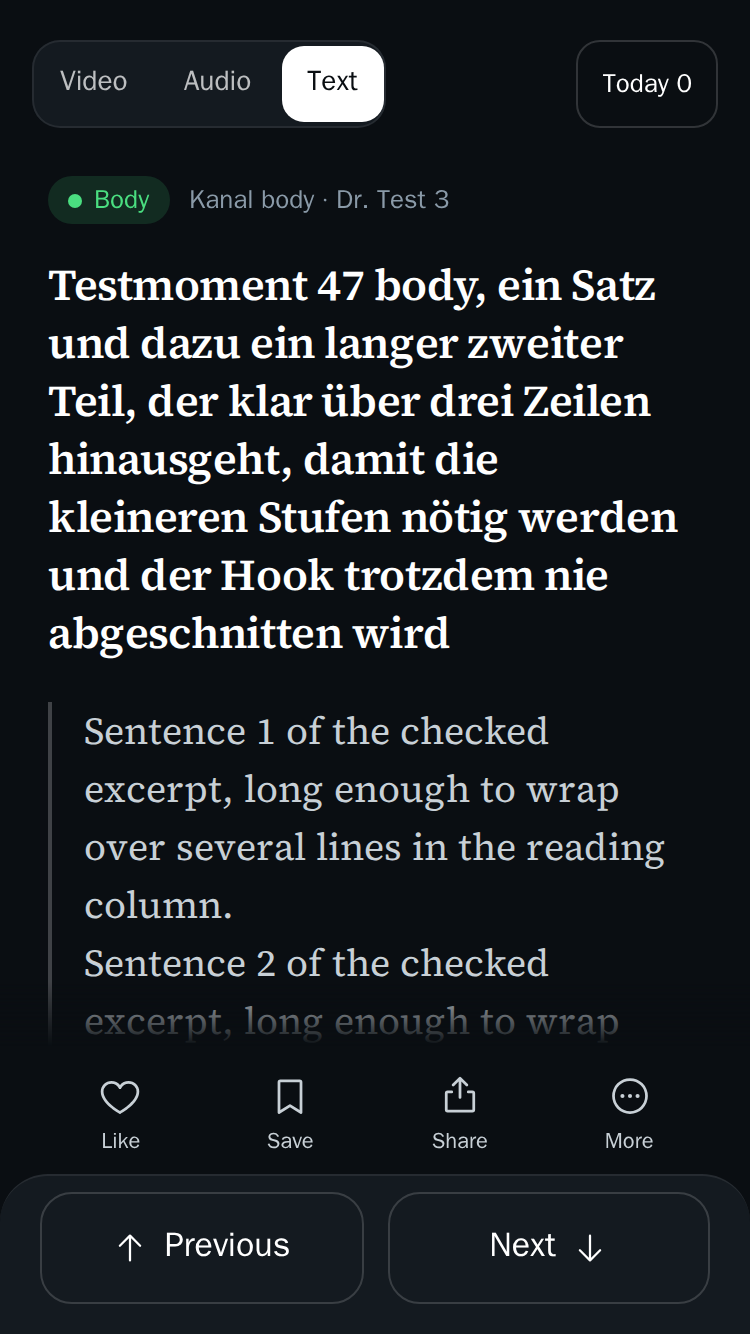 Video Audio Text Today 0
Body Kanal body · Dr. Test 3
Testmoment 47 body, ein Satz
und dazu ein langer zweiter
Teil, der klar über drei Zeilen
hinausgeht, damit die
kleineren Stufen nötig werden
und der Hook trotzdem nie
abgeschnitten wird
Sentence 1 of the checked
excerpt, long enough to wrap
over several lines in the reading
column.
Sentence 2 of the checked
excerpt, long enough to wrap
Like Save Share More
Previous Next